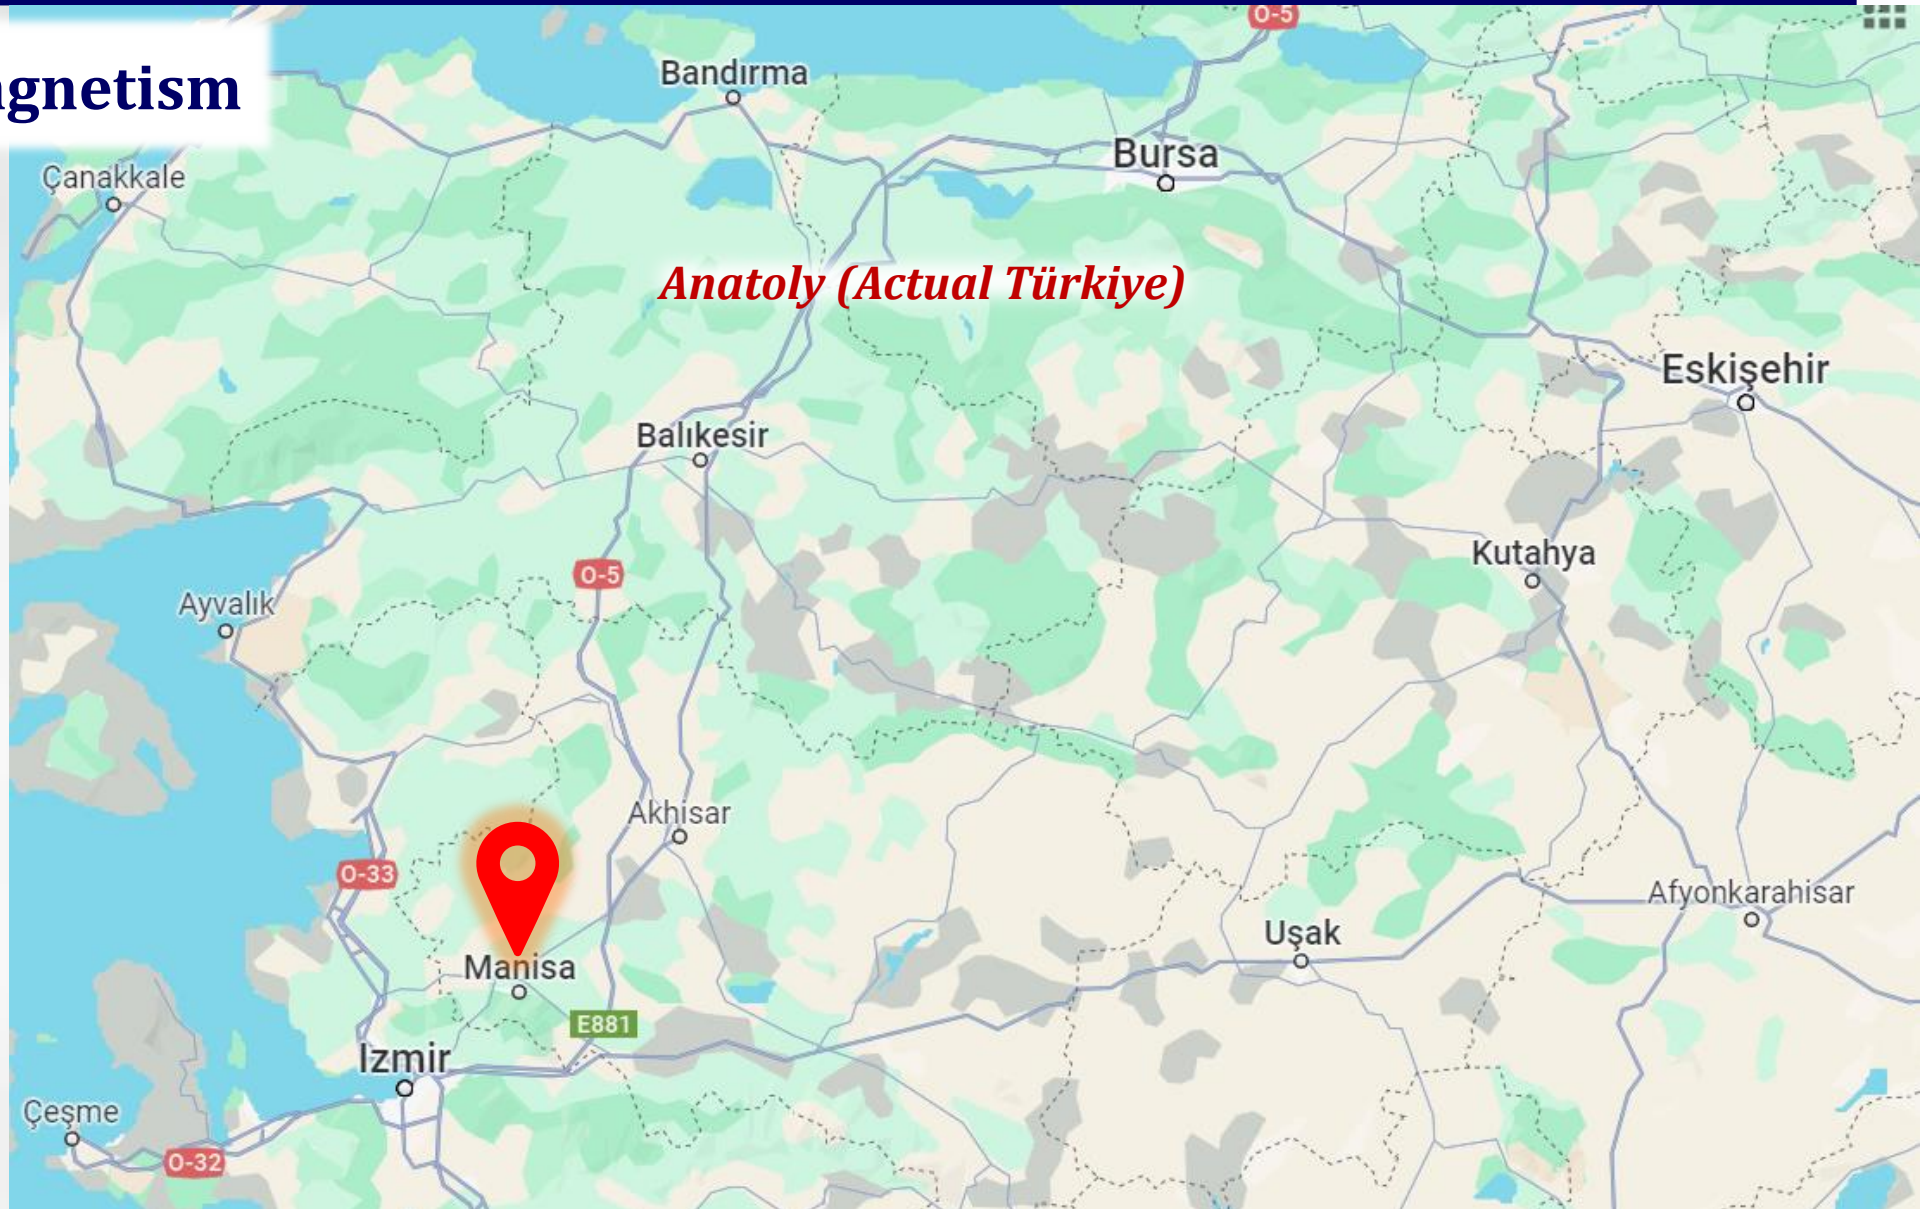 O-5
Bandırma
gnetism
Bursa
Çanakkale
Anatoly (Actual Türkiye)
Eskişehir
Balıkesir
Kutahya
O-5
Ayvalık
Akhisar
O-33
Afyonkarahisar
Uşak
Manisa
E881
Izmir
Çeşme
O-32